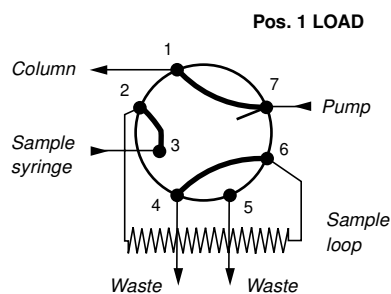 Pos. 1 LOAD
1
Column
7
2
Pump
Sample
syringe
3
6
4
5
Sample
loop
Waste
Waste